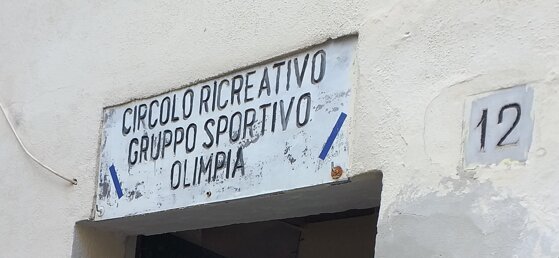 CIRCOLO RICREATIVO
GRUPPO SPORTIVO
OLIMPIA
12